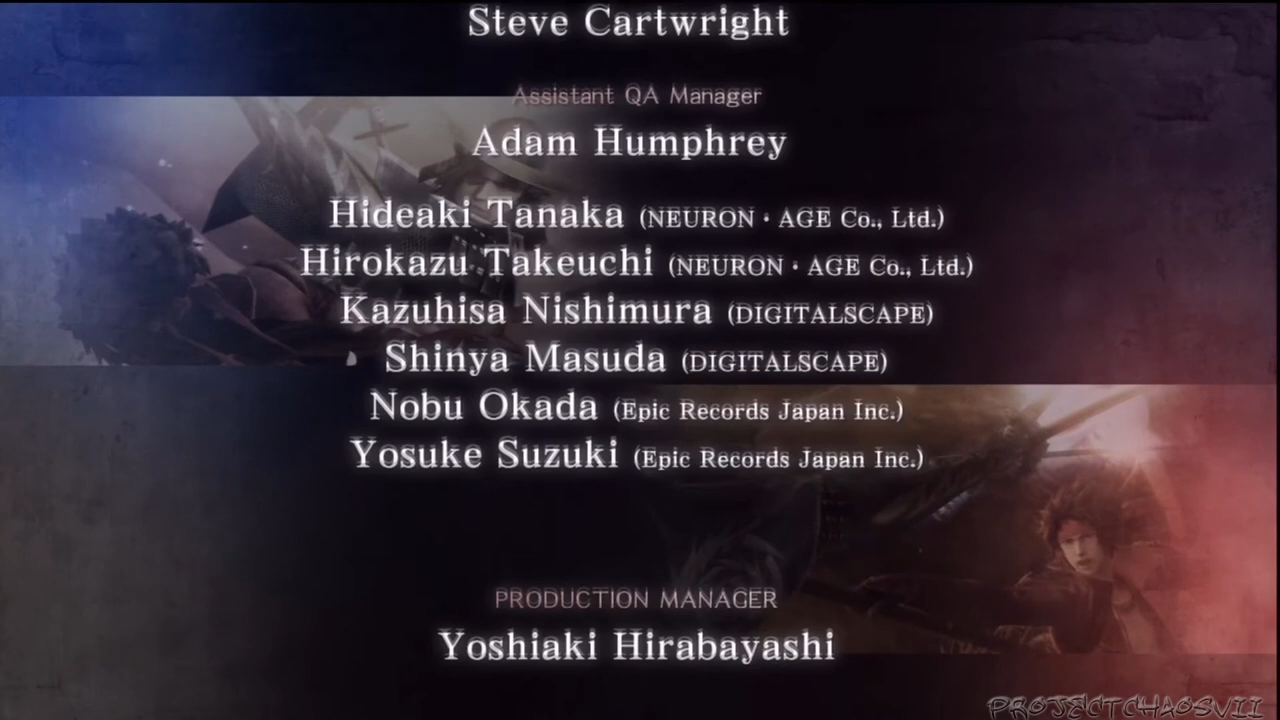 Steve Cartwright
Assistant QA Manager
Adam Humphrey
Hideaki Tanaka (NEURON・AGE Co., Ltd.)
Hirokazu Takeuchi (NEURON・AGE Co., Ltd.)
Kazuhisa Nishimura (DIGITALSCAPE)
Shinya Masuda (DIGITALSCAPE)
Nobu Okada (Epic Records Japan Inc.)
Yosuke Suzuki (Epic Records Japan Inc.)
PRODUCTION MANAGER
Yoshiaki Hirabayashi
PROJECTCHAOSVII